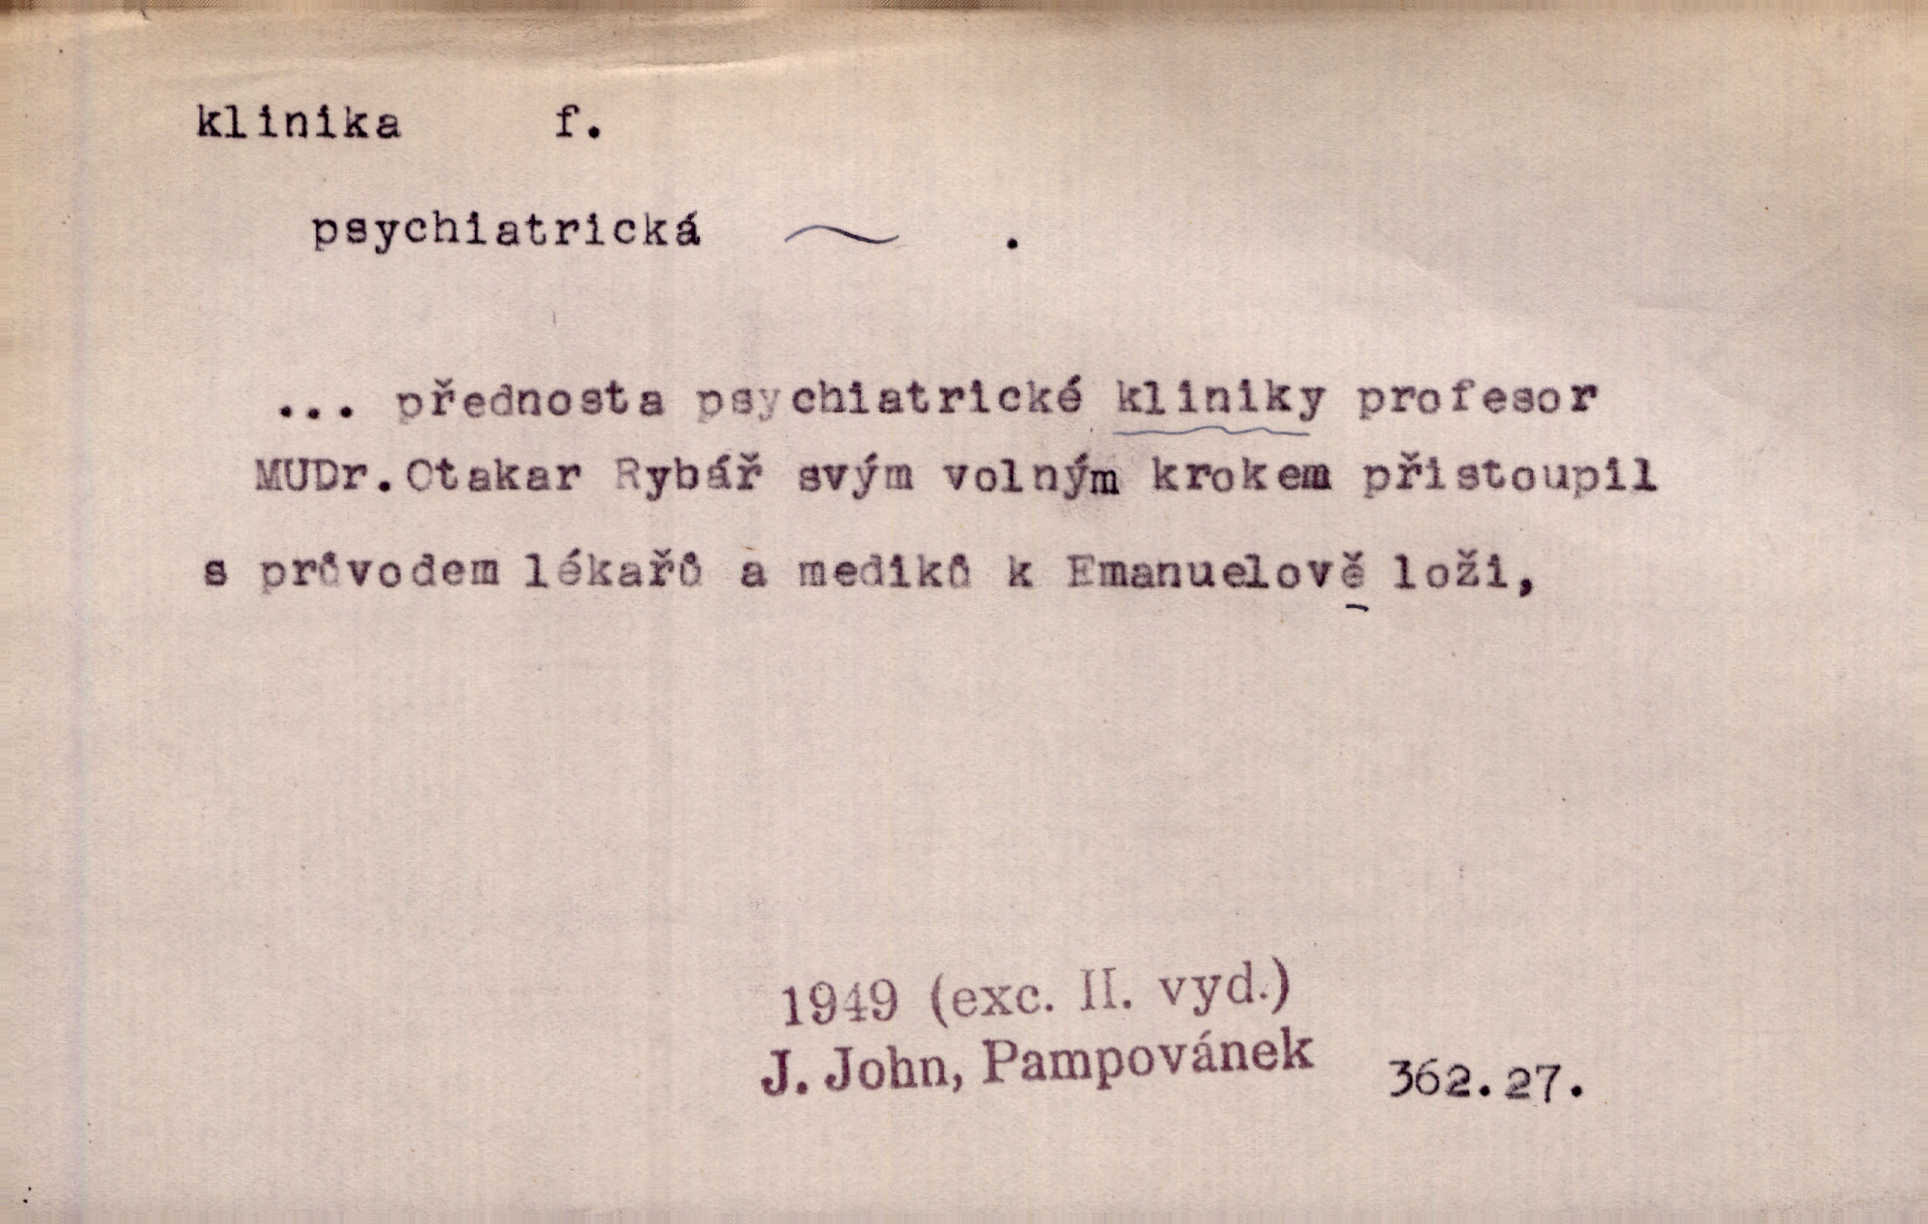 klinika f.
psychiatrická ~ .
... přednosta psychiatrické kliniky profesor
MUDr. Otakar Rybář svým volným krokem přistoupil
s průvodem lékařů a mediků k Emanuelově loži,
1949 (exc. II. vyd.)
J. John, Pampovánek 362.27.